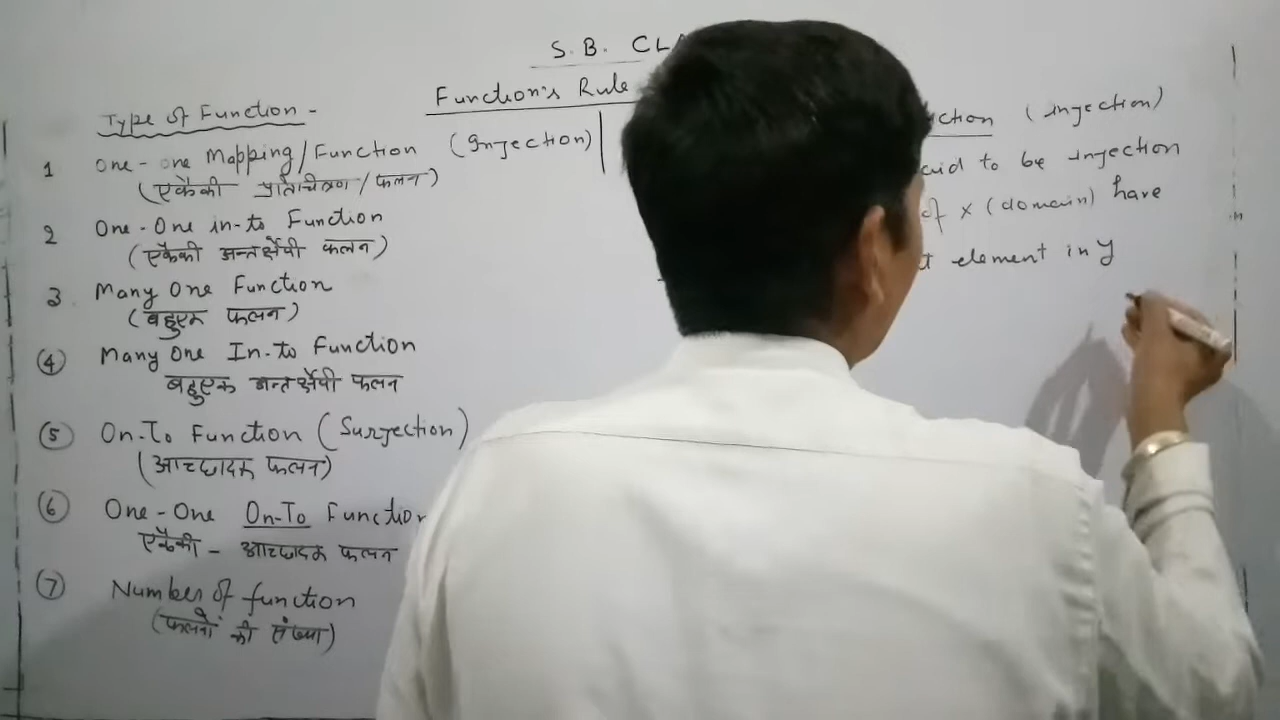 S. B. CLA
Function's Rule
Type of Function -
1 One-one Mapping/Function (Injection)
(एकैकी प्रतिचित्रण / फलन)
2 One-One in-to Function
(एकैकी अन्तर्क्षेपी फलन)
3. Many One Function
(बहुएक फलन)
④ Many One In-to Function
बहुएक अन्तर्क्षेपी फलन
⑤ On-To Function (Surjection)
(आच्छादक फलन)
⑥ One-One On-To Function
एकैकी - आच्छादक फलन
⑦ Number of function
(फलनों की संख्या)
nction (injection)
aid to be injection
of x (domain) have
t element in y